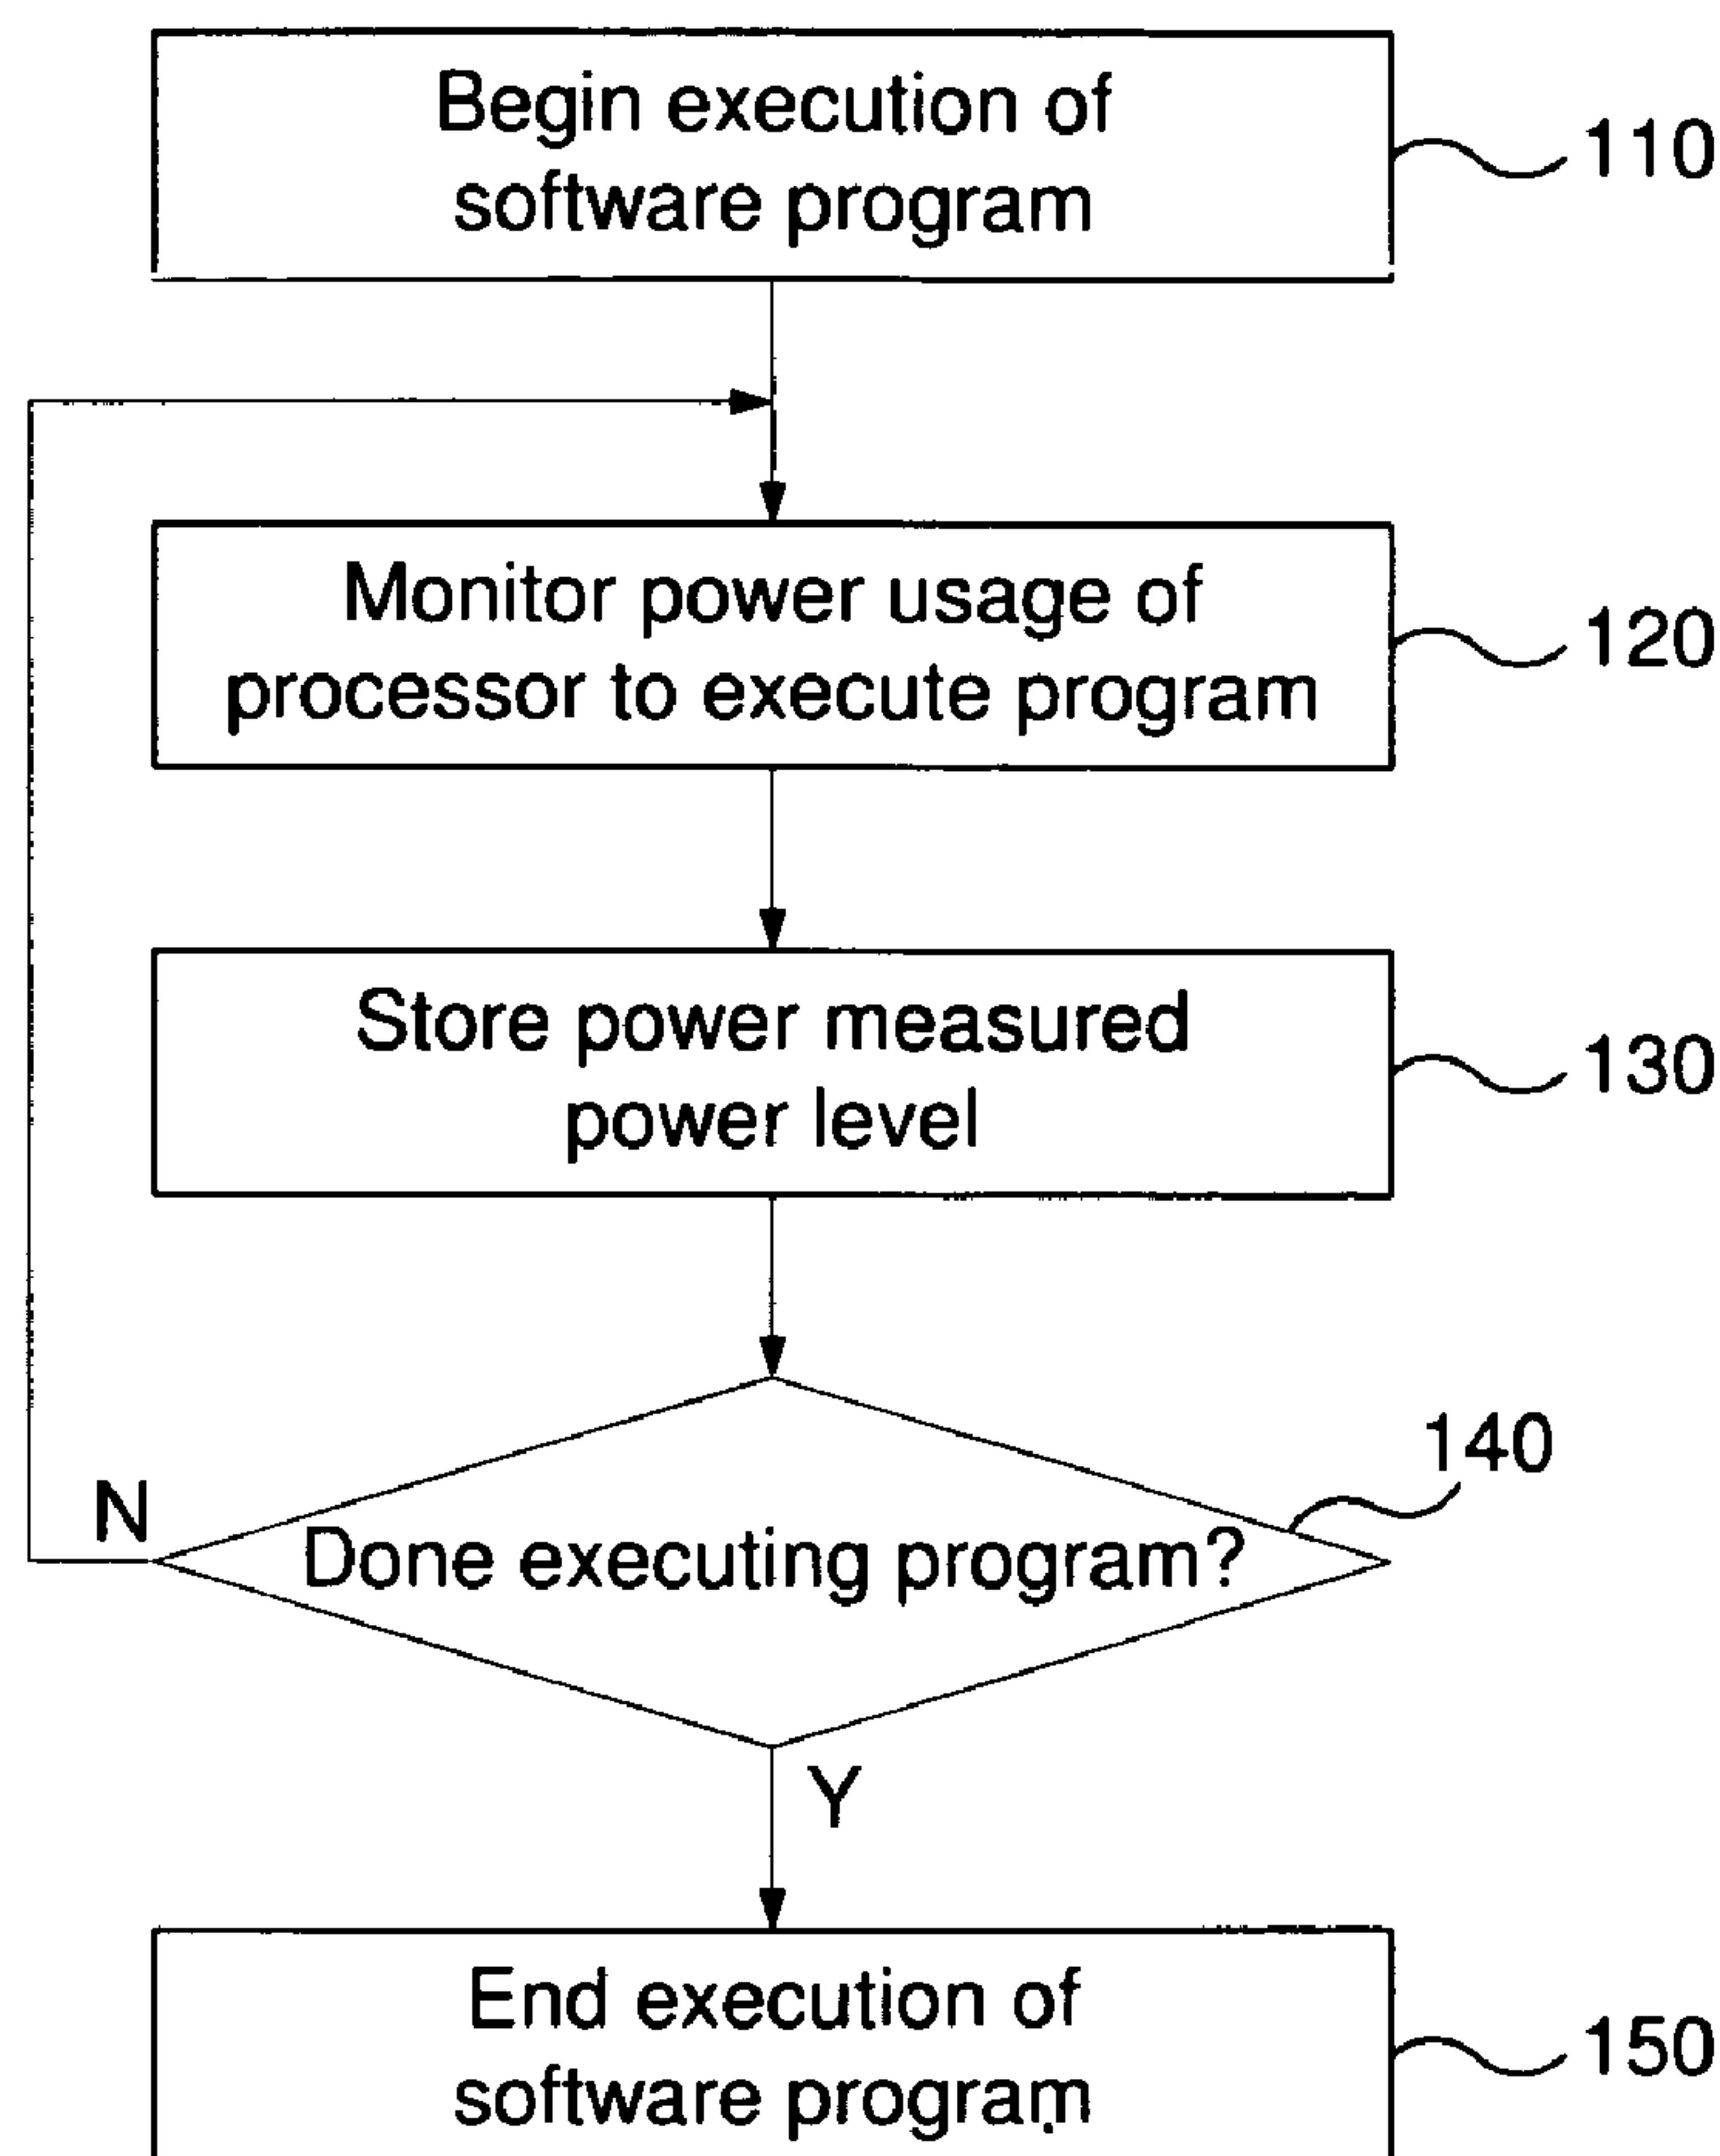 Begin execution of
software program
110
Monitor power usage of
processor to execute program
120
Store power measured
power level
130
140
N
Done executing program?
Y
End execution of
software program
150